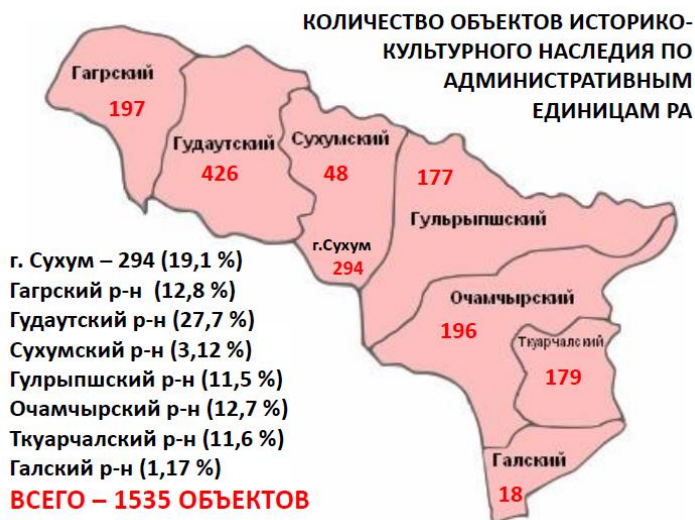 КОЛИЧЕСТВО ОБЪЕКТОВ ИСТОРИКО-
КУЛЬТУРНОГО НАСЛЕДИЯ ПО
АДМИНИСТРАТИВНЫМ
ЕДИНИЦАМ РА
Гагрский
197
Гудаутский
426
Сухумский
48
177
Гульрыпшский
г.Сухум
294
Очамчырский
196
Ткуарчалский
179
Галский
18
г. Сухум – 294 (19,1 %)
Гагрский р-н (12,8 %)
Гудаутский р-н (27,7 %)
Сухумский р-н (3,12 %)
Гулрыпшский р-н (11,5 %)
Очамчырский р-н (12,7 %)
Ткуарчалский р-н (11,6 %)
Галский р-н (1,17 %)
ВСЕГО – 1535 ОБЪЕКТОВ